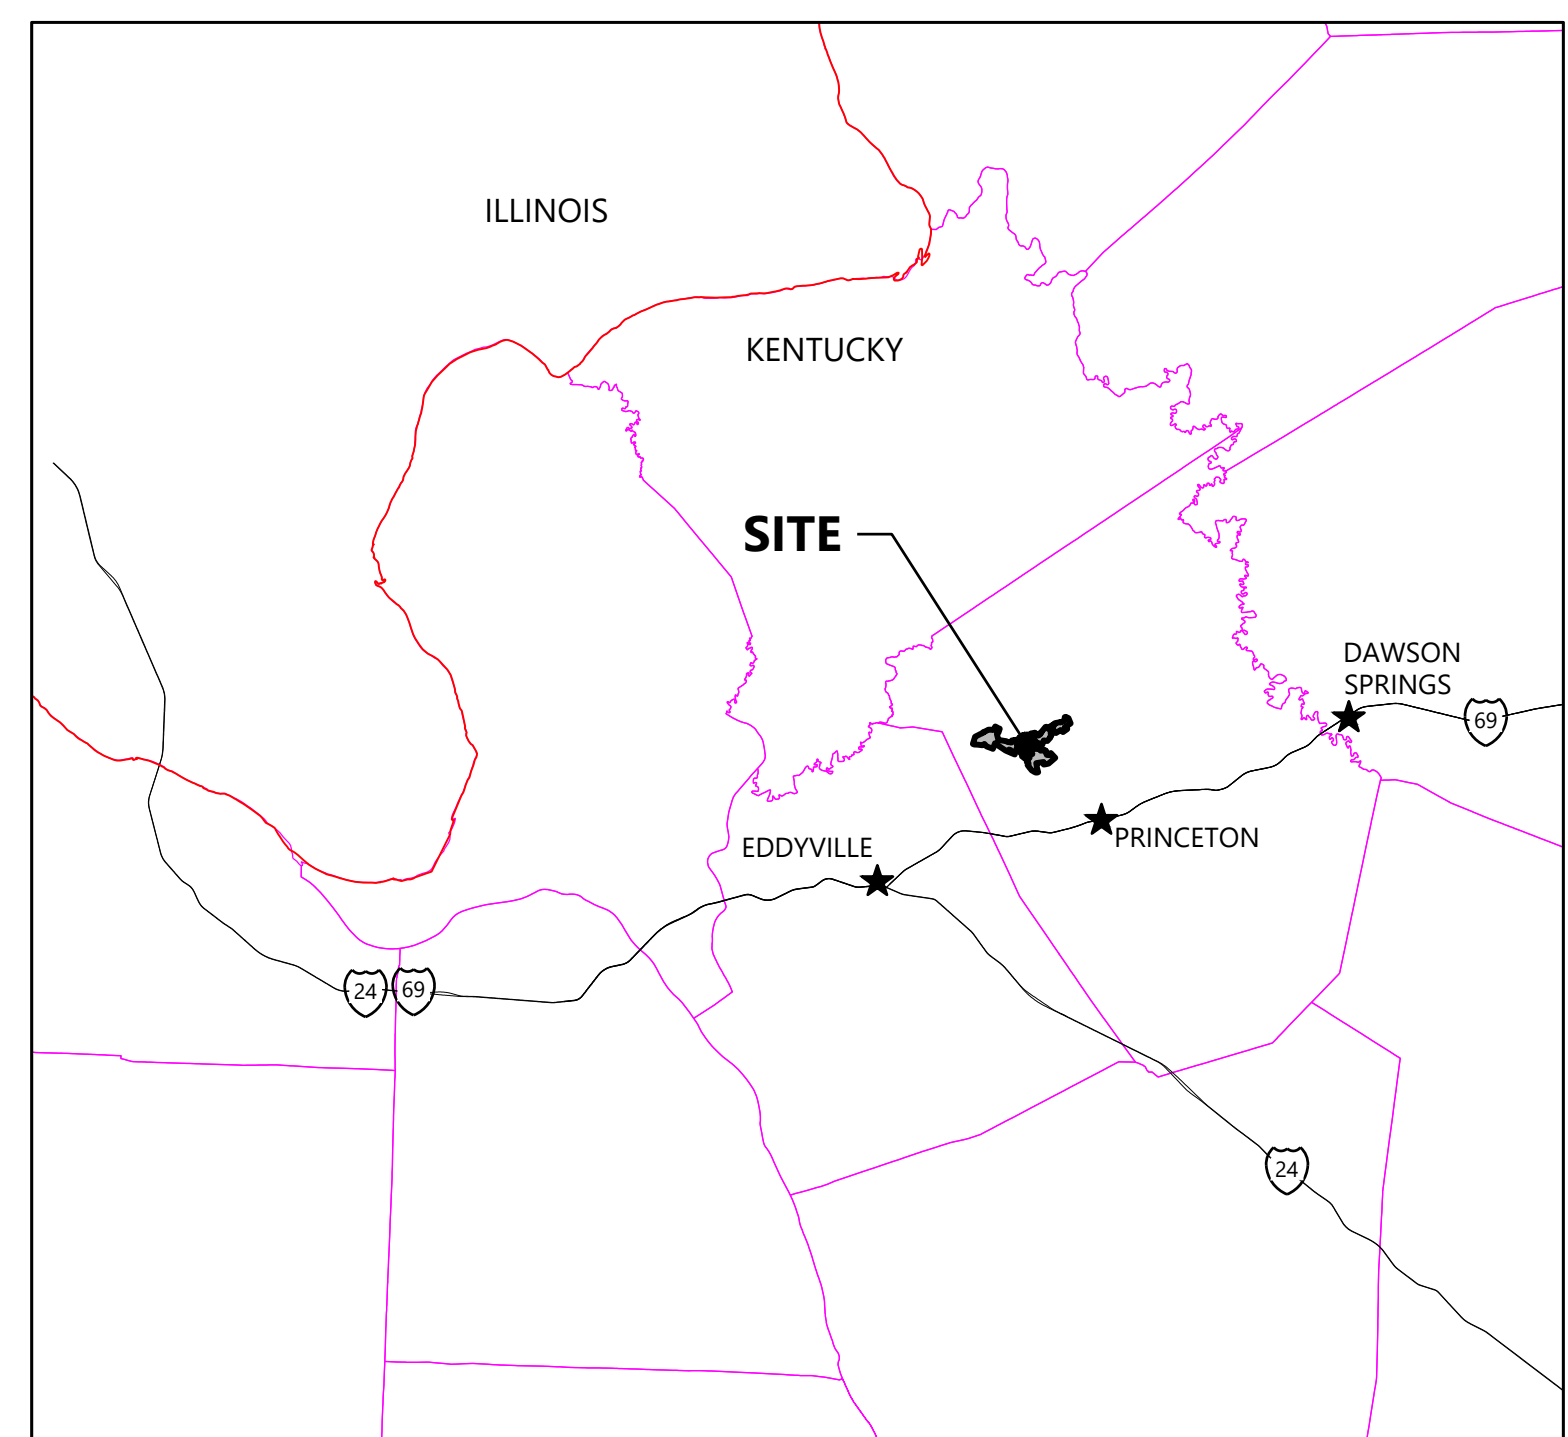 ILLINOIS
KENTUCKY
SITE
DAWSON
SPRINGS
69
PRINCETON
EDDYVILLE
24
69
24